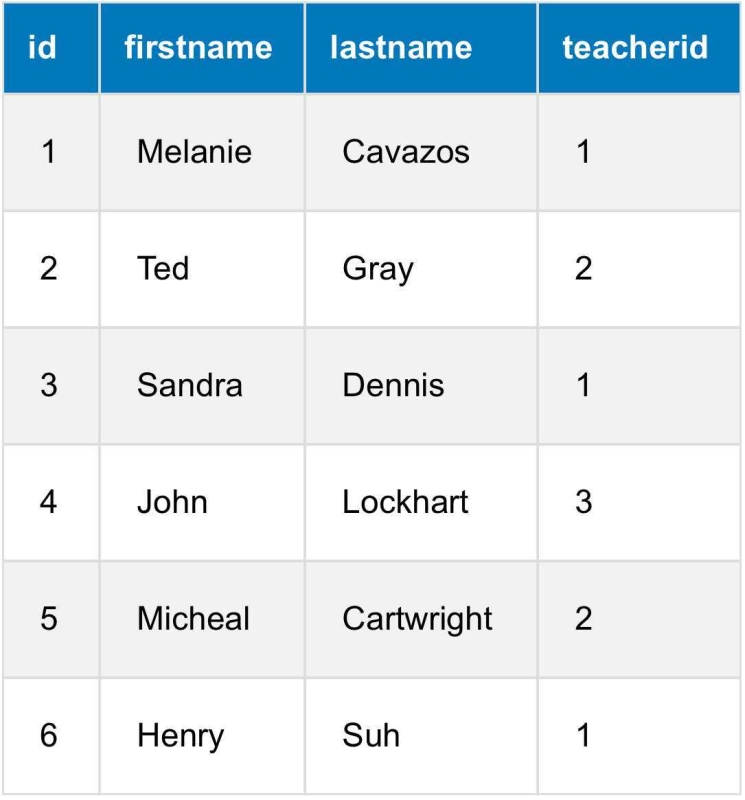 id firstname lastname teacherid
1 Melanie Cavazos 1
2 Ted Gray 2
3 Sandra Dennis 1
4 John Lockhart 3
5 Micheal Cartwright 2
6 Henry Suh 1